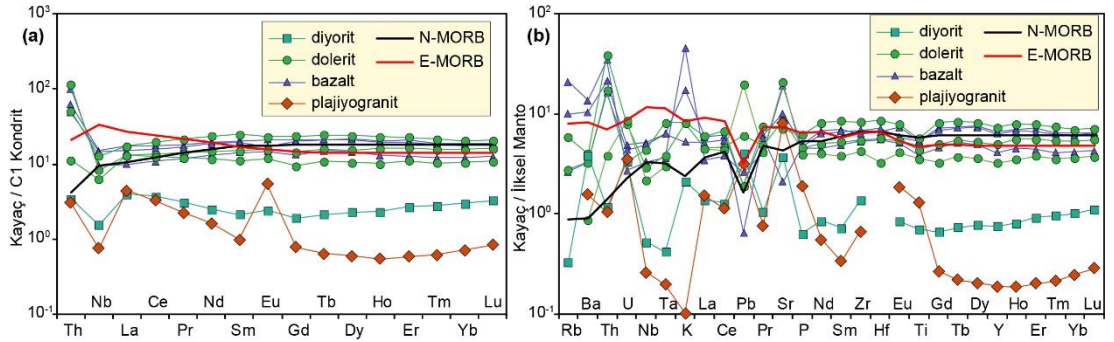 (a)
Kayaç / C1 Kondrit
10³
10²
10¹
10⁰
10⁻¹
diyorit
dolerit
bazalt
plajiyogranit
N-MORB
E-MORB
Nb Ce Nd Eu Tb Ho Tm Lu
Th La Pr Sm Gd Dy Er Yb
(b)
Kayaç / İlksel Manto
10²
10¹
10⁰
10⁻¹
diyorit
dolerit
bazalt
plajiyogranit
N-MORB
E-MORB
Ba U Ta La Pb Sr Nd Zr Eu Gd Dy Ho Tm Lu
Rb Th Nb K Ce Pr P Sm Hf Ti Tb Y Er Yb